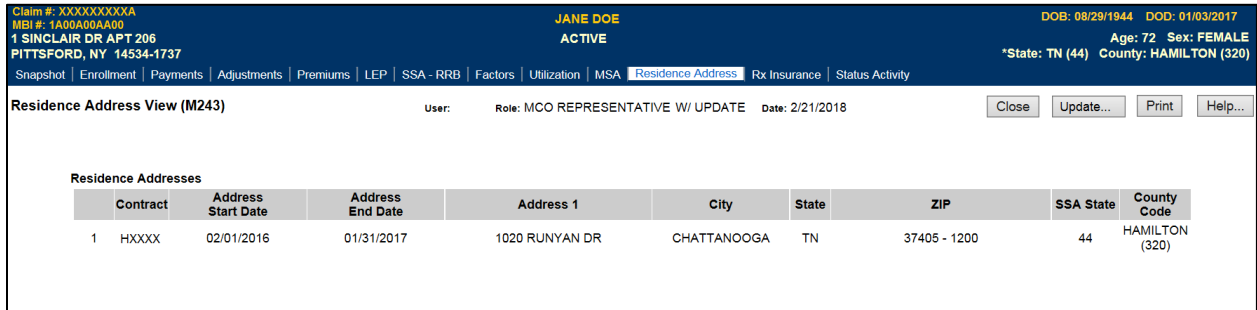 Claim #: XXXXXXXXXA
MBI #: 1A00A00AA00
JANE DOE
DOB: 08/29/1944 DOD: 01/03/2017
1 SINCLAIR DR APT 206
ACTIVE
Age: 72 Sex: FEMALE
PITTSFORD, NY 14534-1737
*State: TN (44) County: HAMILTON (320)
Snapshot | Enrollment | Payments | Adjustments | Premiums | LEP | SSA - RRB | Factors | Utilization | MSA | Residence Address | Rx Insurance | Status Activity
Residence Address View (M243)
User: Role: MCO REPRESENTATIVE W/ UPDATE Date: 2/21/2018
Close Update... Print Help...
Residence Addresses
Contract Address Start Date Address End Date Address 1 City State ZIP SSA State County Code
1 HXXXX 02/01/2016 01/31/2017 1020 RUNYAN DR CHATTANOOGA TN 37405 - 1200 44 HAMILTON (320)